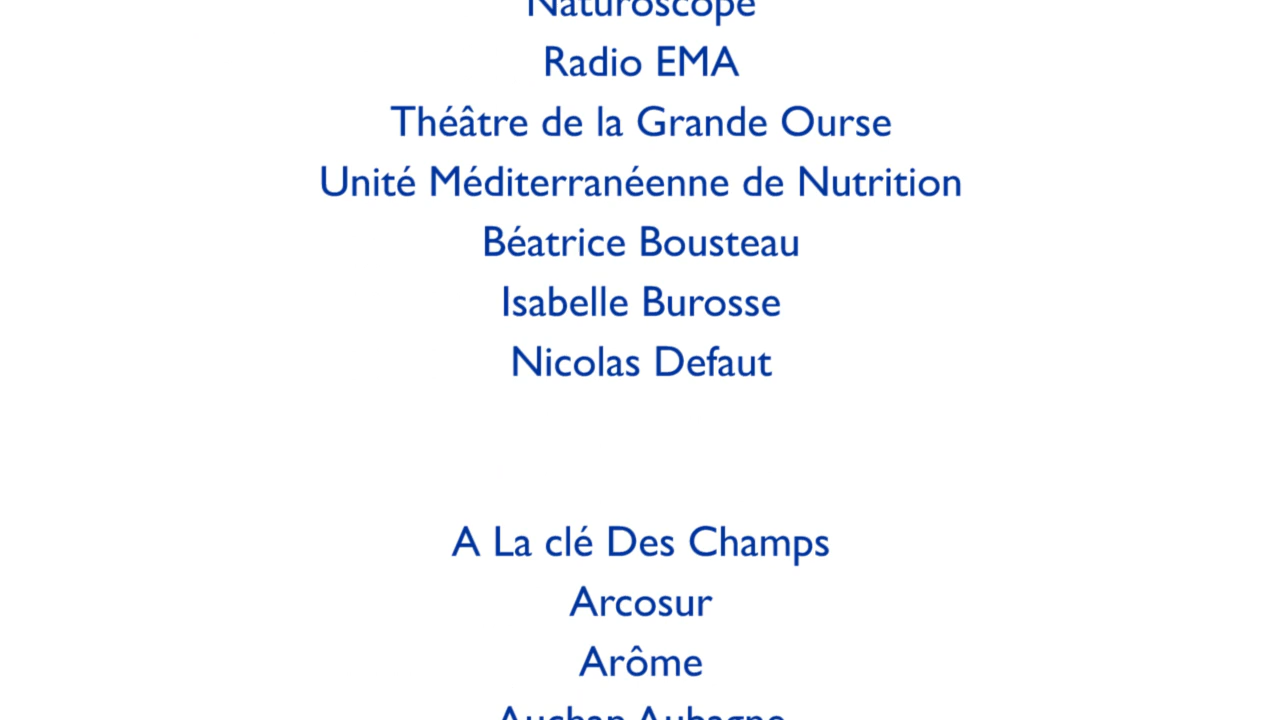 Naturoscope
Radio EMA
Théâtre de la Grande Ourse
Unité Méditerranéenne de Nutrition
Béatrice Bousteau
Isabelle Burosse
Nicolas Defaut
A La clé Des Champs
Arcosur
Arôme
Auchan Aubagne